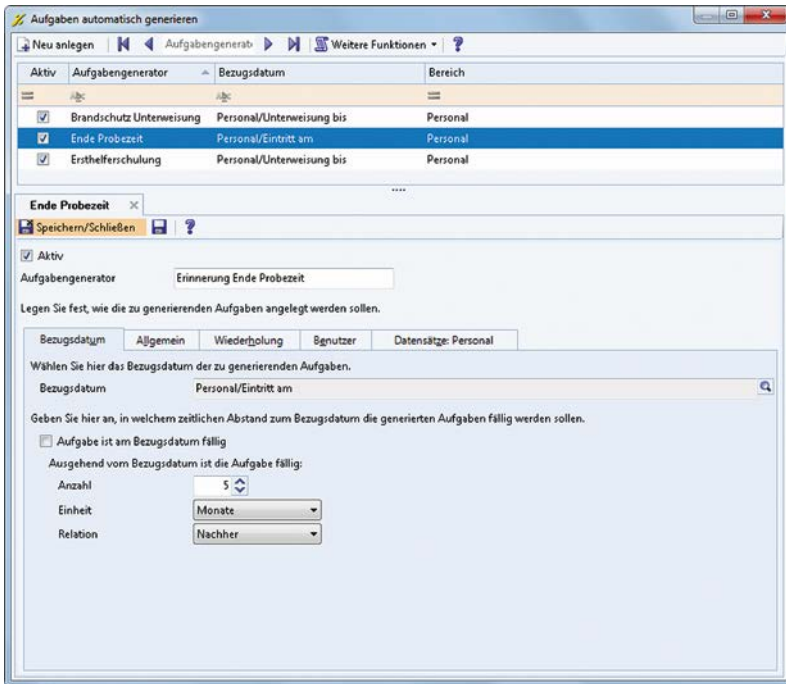 Aufgaben automatisch generieren
Neu anlegen Aufgabengenerat Weitere Funktionen ?
Aktiv Aufgabengenerator Bezugsdatum Bereich
= Abc Abc =
Brandschutz Unterweisung Personal/Unterweisung bis Personal
Ende Probezeit Personal/Eintritt am Personal
Ersthelferschulung Personal/Unterweisung bis Personal
Ende Probezeit
Speichern/Schließen ?
Aktiv
Aufgabengenerator Erinnerung Ende Probezeit
Legen Sie fest, wie die zu generierenden Aufgaben angelegt werden sollen.
Bezugsdatum Allgemein Wiederholung Benutzer Datensätze: Personal
Wählen Sie hier das Bezugsdatum der zu generierenden Aufgaben.
Bezugsdatum Personal/Eintritt am
Geben Sie hier an, in welchem zeitlichen Abstand zum Bezugsdatum die generierten Aufgaben fällig werden sollen.
Aufgabe ist am Bezugsdatum fällig
Ausgehend vom Bezugsdatum ist die Aufgabe fällig:
Anzahl 5
Einheit Monate
Relation Nachher